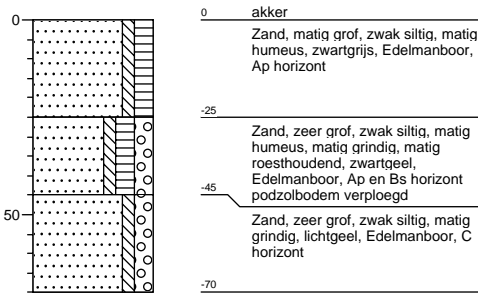 0
50
0 akker
Zand, matig grof, zwak siltig, matig
humeus, zwartgrijs, Edelmanboor,
Ap horizont
-25
Zand, zeer grof, zwak siltig, matig
humeus, matig grindig, matig
roesthoudend, zwartgeel,
Edelmanboor, Ap en Bs horizont
podzolbodem verploegd
-45
Zand, zeer grof, zwak siltig, matig
grindig, lichtgeel, Edelmanboor, C
horizont
-70